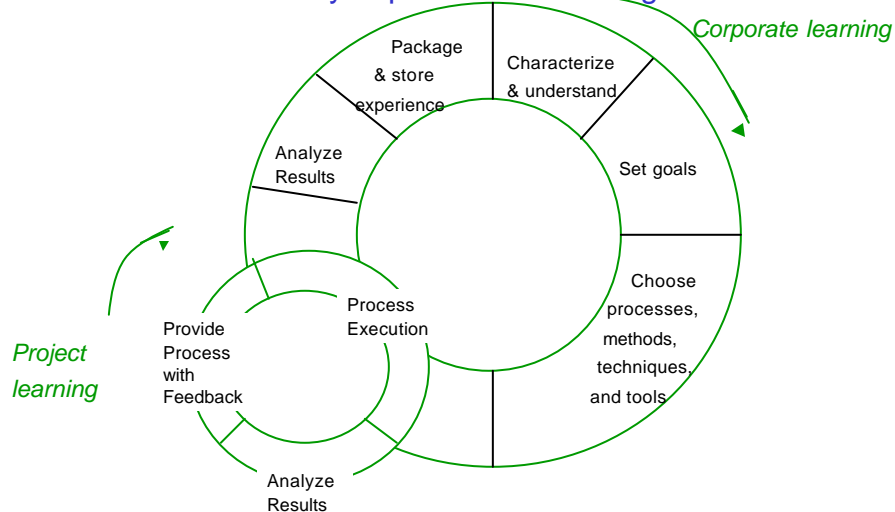 Corporate learning
Package
& store
experience
Characterize
& understand
Analyze
Results
Set goals
Choose
processes,
methods,
techniques,
and tools
Process
Execution
Provide
Process
with
Feedback
Project
learning
Analyze
Results